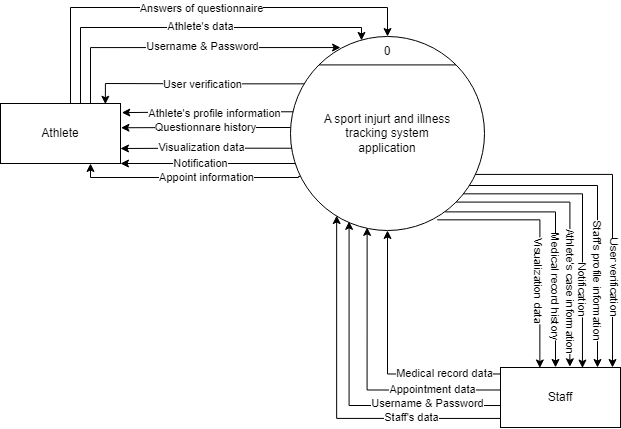 Answers of questionnaire
Athlete's data
Username & Password
0
User verification
Athlete's profile information
Questionnare history
Visualization data
Notification
Appoint information
Athlete
A sport injurt and illness
tracking system
application
User verification
Staff's profile information
Notification
Athlete's case information
Medical record history
Visualization data
Medical record data
Appointment data
Username & Password
Staff's data
Staff